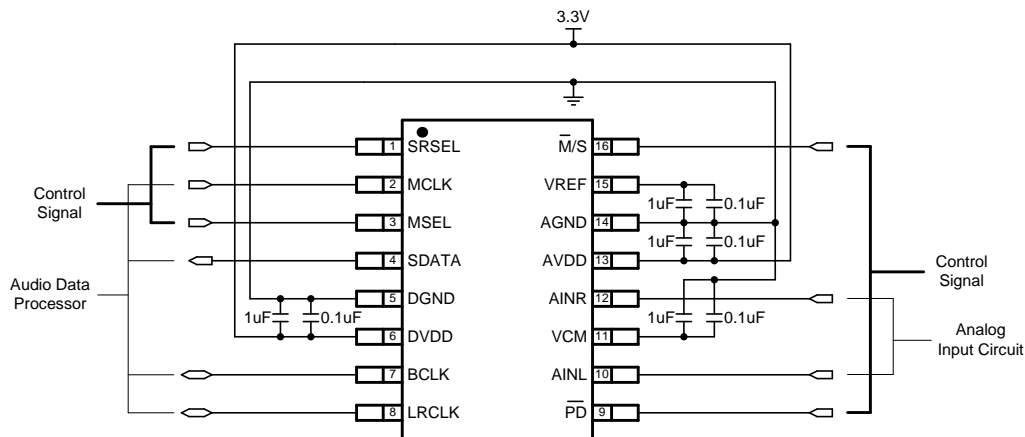 3.3V
1 SRSEL
2 MCLK
3 MSEL
4 SDATA
5 DGND
6 DVDD
7 BCLK
8 LRCLK
M̅/S 16
VREF 15
AGND 14
AVDD 13
AINR 12
VCM 11
AINL 10
P̅D̅ 9
Control
Signal
Audio Data
Processor
1uF 0.1uF
1uF 0.1uF
1uF 0.1uF
1uF 0.1uF
Control
Signal
Analog
Input Circuit